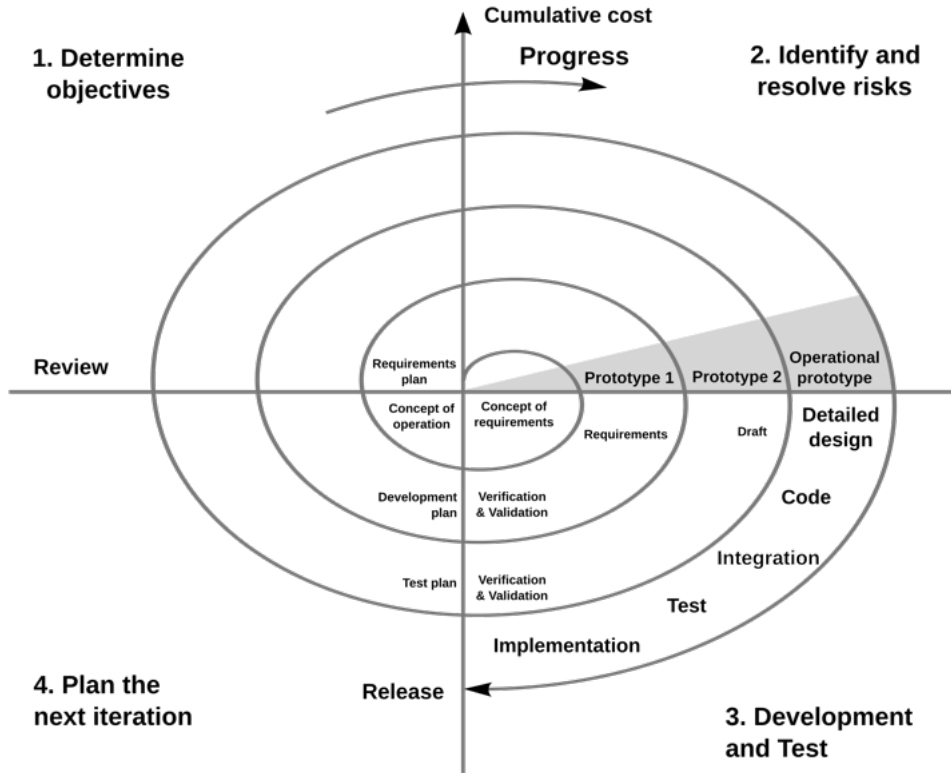 Cumulative cost
Progress
1. Determine
objectives
2. Identify and
resolve risks
Review
Requirements
plan
Prototype 1
Prototype 2
Operational
prototype
Concept of
operation
Concept of
requirements
Requirements
Draft
Detailed
design
Development
plan
Verification
& Validation
Code
Integration
Test plan
Verification
& Validation
Test
Implementation
Release
4. Plan the
next iteration
3. Development
and Test